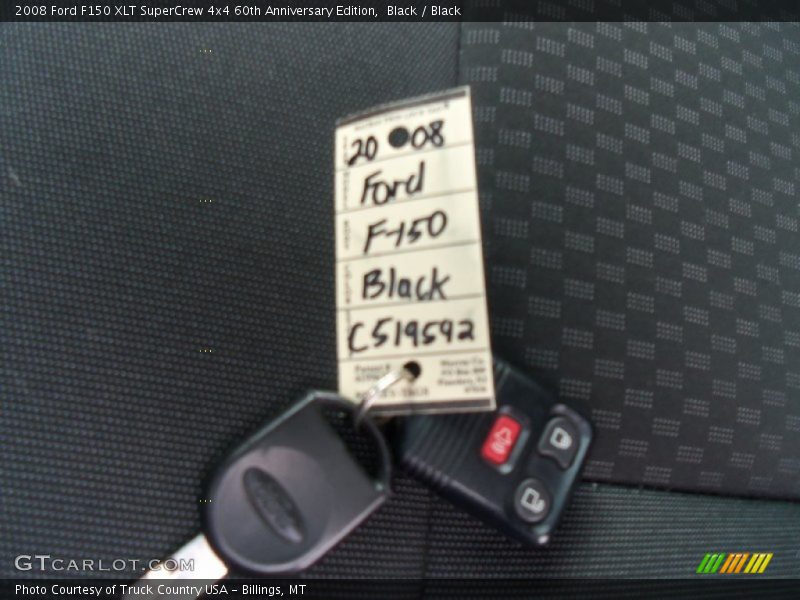 2008 Ford F150 XLT SuperCrew 4x4 60th Anniversary Edition, Black / Black
20 08
Ford
F-150
Black
C519592
GTCARLOT.COM
Photo Courtesy of Truck Country USA - Billings, MT